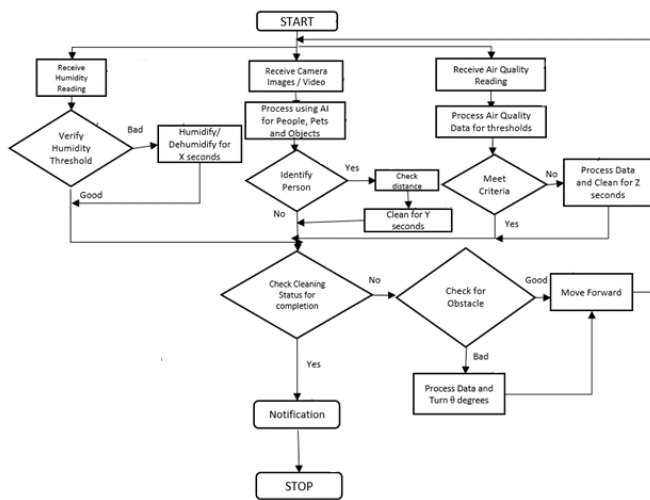 START
Receive
Humidity
Reading
Receive Camera
Images / Video
Receive Air Quality
Reading
Process using AI
for People, Pets
and Objects
Process Air Quality
Data for thresholds
Verify
Humidity
Threshold
Bad
Humidify/
Dehumidify for
X seconds
Good
Identify
Person
Yes
Check
distance
Clean for Y
seconds
No
Meet
Criteria
No
Process Data
and Clean for Z
seconds
Yes
Check Cleaning
Status for
completion
No
Check for
Obstacle
Good
Move Forward
Bad
Process Data and
Turn θ degrees
Yes
Notification
STOP